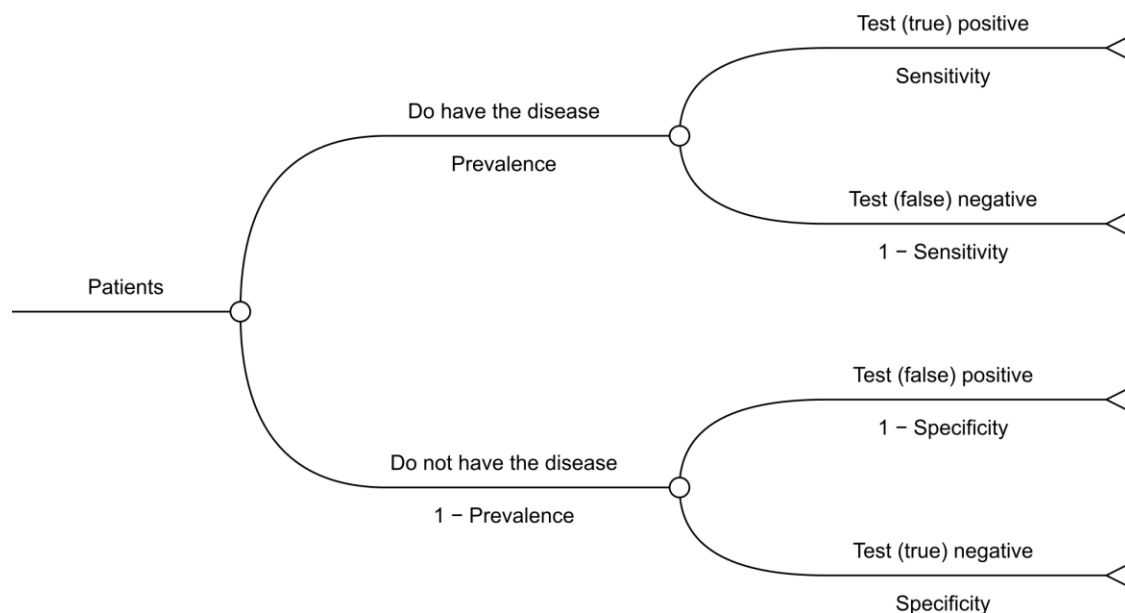 Test (true) positive
Sensitivity
Do have the disease
Prevalence
Test (false) negative
1 − Sensitivity
Patients
Test (false) positive
1 − Specificity
Do not have the disease
1 − Prevalence
Test (true) negative
Specificity